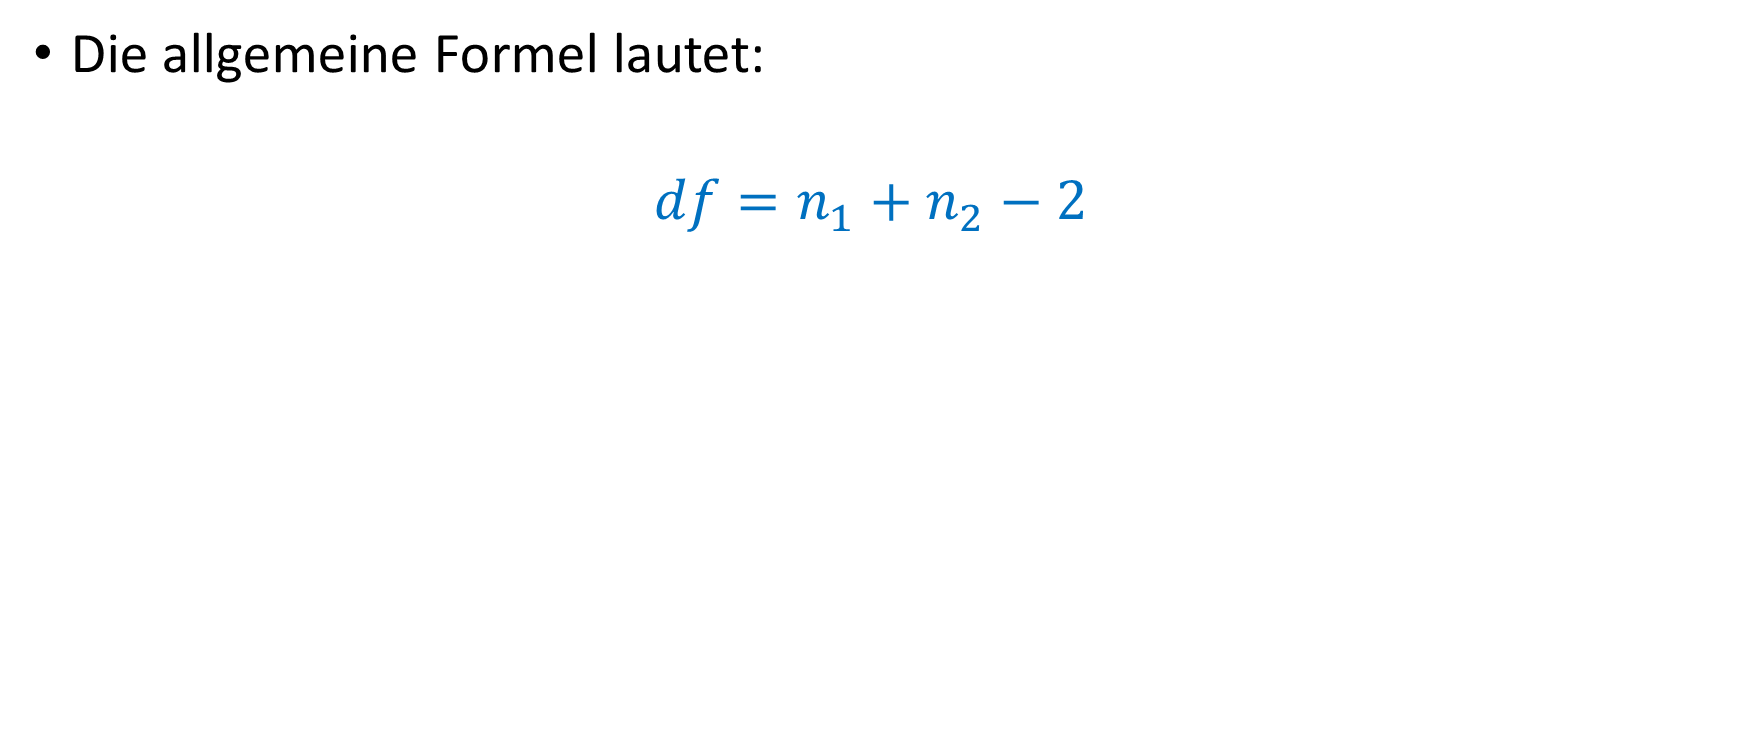 • Die allgemeine Formel lautet:
df = n₁ + n₂ − 2